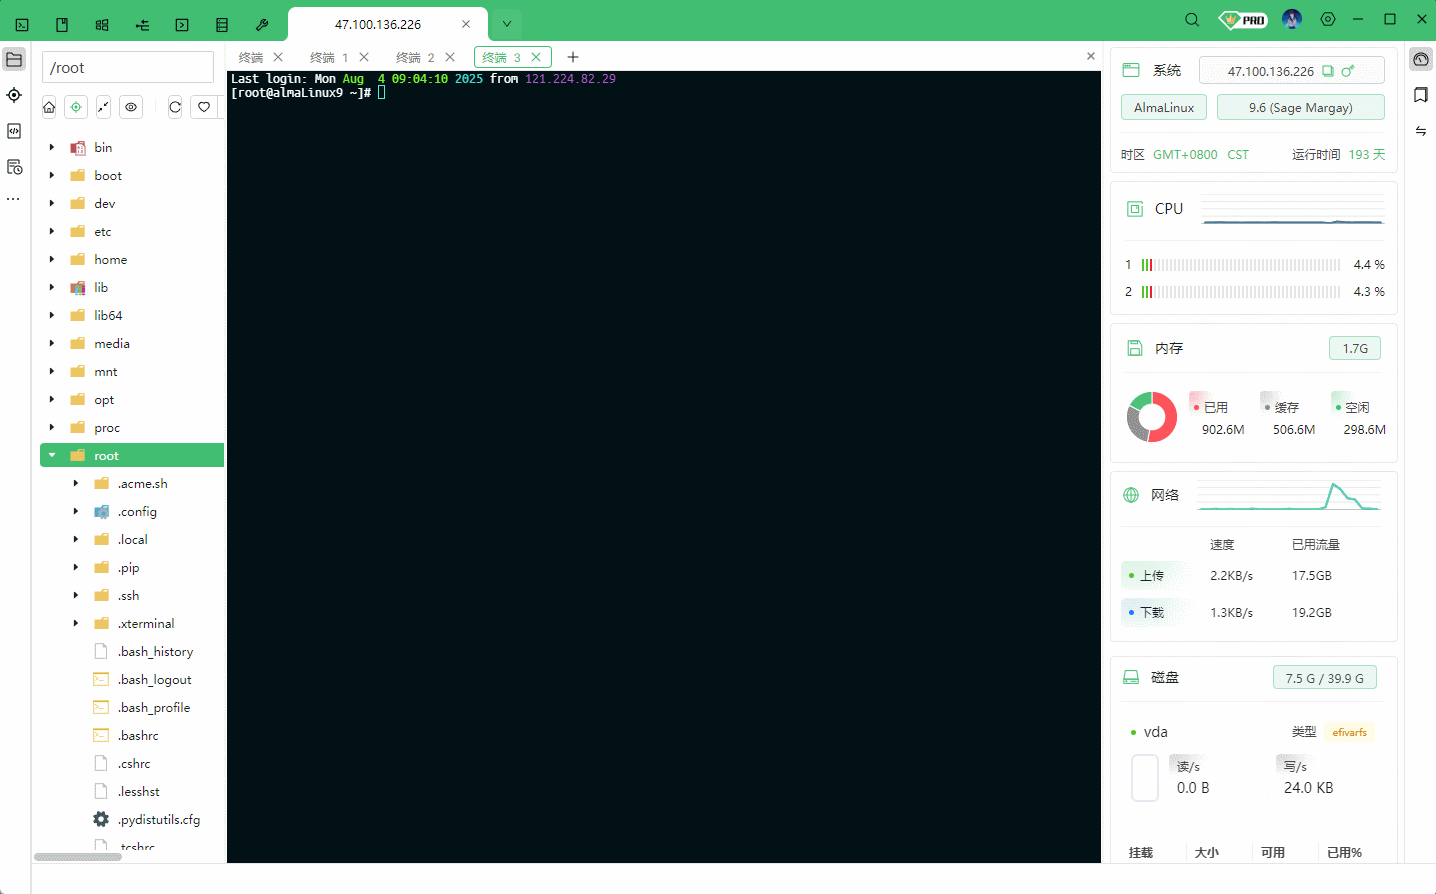 47.100.136.226
PRO
/root
终端
终端 1
终端 2
终端 3
bin
boot
dev
etc
home
lib
lib64
media
mnt
opt
proc
root
.acme.sh
.config
.local
.pip
.ssh
.xterminal
.bash_history
.bash_logout
.bash_profile
.bashrc
.cshrc
.lesshst
.pydistutils.cfg
.tcshrc
Last login: Mon Aug  4 09:04:10 2025 from 121.224.82.29
[root@almaLinux9 ~]#
系统 47.100.136.226
AlmaLinux 9.6 (Sage Margay)
时区 GMT+0800 CST 运行时间 193 天
CPU
1 4.4 %
2 4.3 %
内存 1.7G
已用 缓存 空闲
902.6M 506.6M 298.6M
网络
速度 已用流量
上传 2.2KB/s 17.5GB
下载 1.3KB/s 19.2GB
磁盘 7.5 G / 39.9 G
vda 类型 efivarfs
读/s 写/s
0.0 B 24.0 KB
挂载 大小 可用 已用%